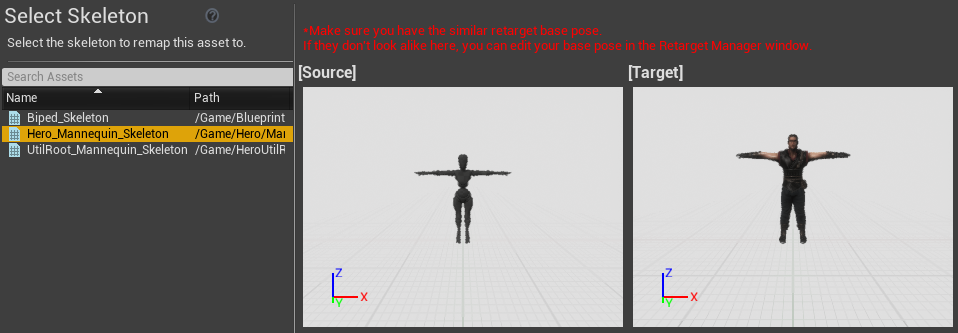 Select Skeleton
Select the skeleton to remap this asset to.
Search Assets
Name Path
Biped_Skeleton /Game/Blueprint
Hero_Mannequin_Skeleton /Game/Hero/Mar
UtilRoot_Mannequin_Skeleton /Game/HeroUtilR
*Make sure you have the similar retarget base pose.
If they don't look alike here, you can edit your base pose in the Retarget Manager window.
[Source] [Target]
Z Z
X X
Y Y